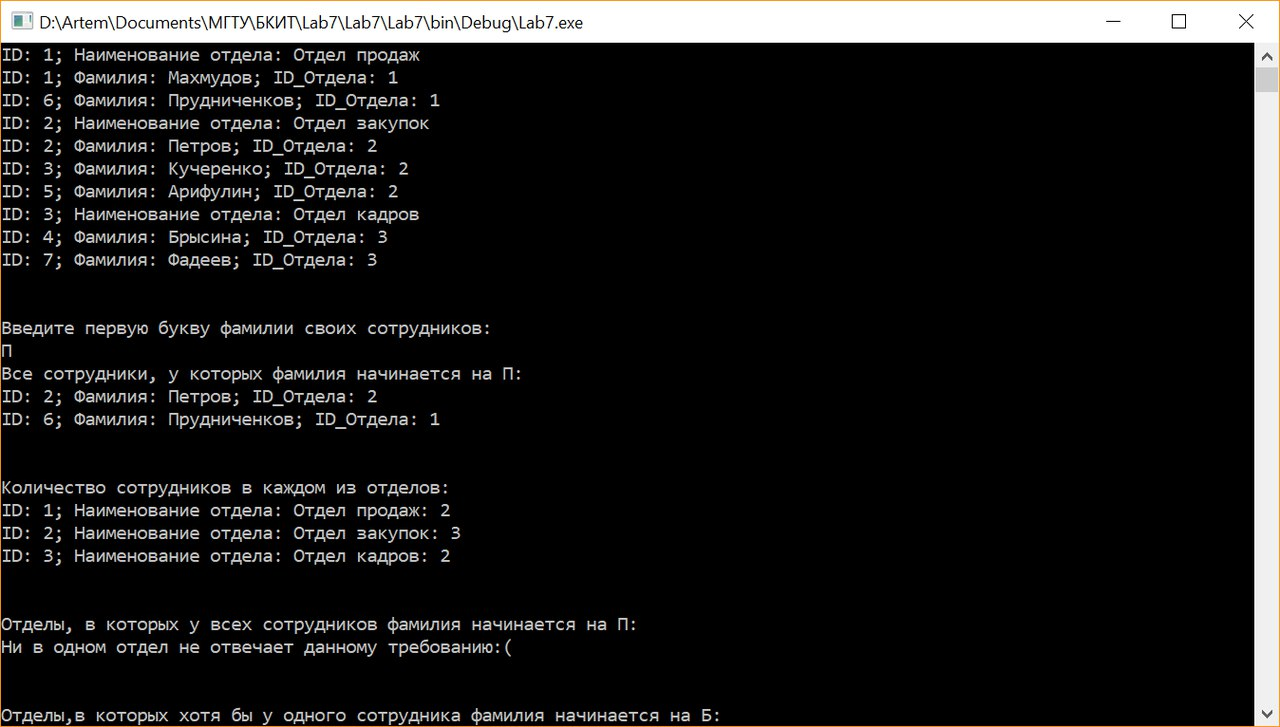 D:\Artem\Documents\МГТУ\БКИТ\Lab7\Lab7\Lab7\bin\Debug\Lab7.exe
ID: 1; Наименование отдела: Отдел продаж
ID: 1; Фамилия: Махмудов; ID_Отдела: 1
ID: 6; Фамилия: Прудниченков; ID_Отдела: 1
ID: 2; Наименование отдела: Отдел закупок
ID: 2; Фамилия: Петров; ID_Отдела: 2
ID: 3; Фамилия: Кучеренко; ID_Отдела: 2
ID: 5; Фамилия: Арифулин; ID_Отдела: 2
ID: 3; Наименование отдела: Отдел кадров
ID: 4; Фамилия: Брысина; ID_Отдела: 3
ID: 7; Фамилия: Фадеев; ID_Отдела: 3
Введите первую букву фамилии своих сотрудников:
П
Все сотрудники, у которых фамилия начинается на П:
ID: 2; Фамилия: Петров; ID_Отдела: 2
ID: 6; Фамилия: Прудниченков; ID_Отдела: 1
Количество сотрудников в каждом из отделов:
ID: 1; Наименование отдела: Отдел продаж: 2
ID: 2; Наименование отдела: Отдел закупок: 3
ID: 3; Наименование отдела: Отдел кадров: 2
Отделы, в которых у всех сотрудников фамилия начинается на П:
Ни в одном отдел не отвечает данному требованию:(
Отделы,в которых хотя бы у одного сотрудника фамилия начинается на Б: